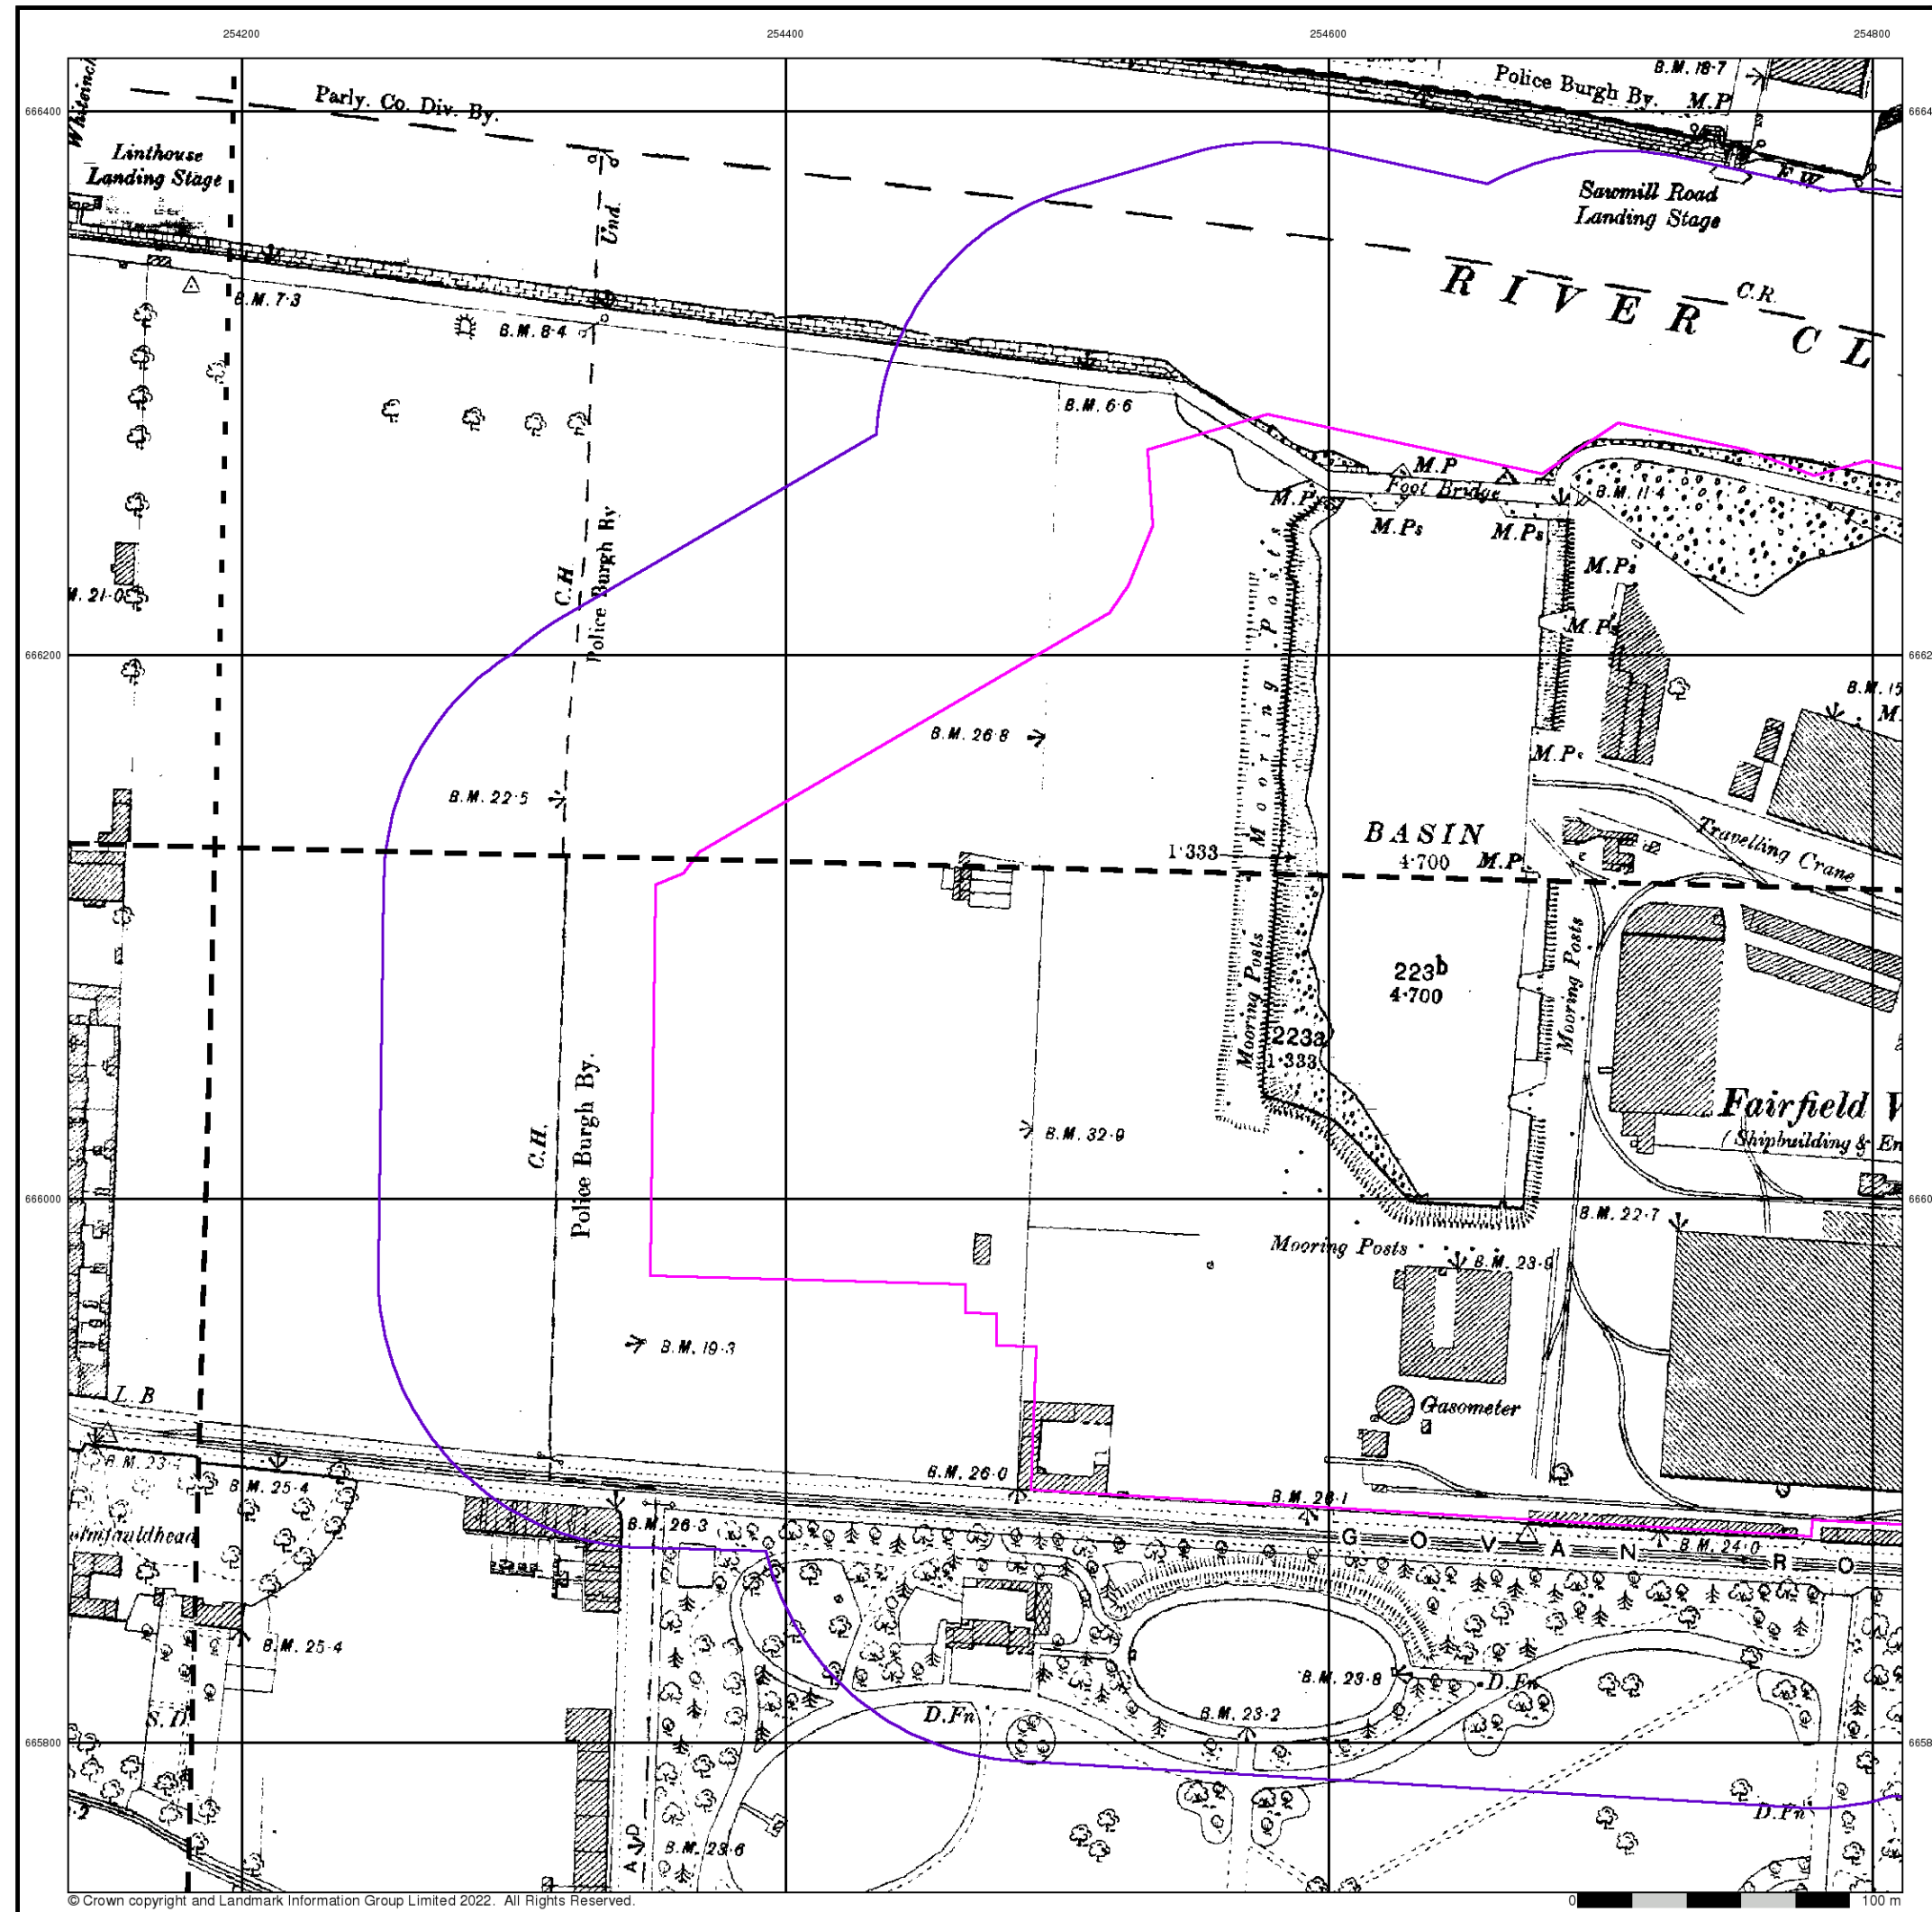 254200 254400 254600 254800
666400
Parly. Co. Div. By.
Police Burgh By.
B.M. 18·7
M.P
Linthouse
Landing Stage
Und.
F.W
Sawmill Road
Landing Stage
RIVER CL
C.R.
B.M. 7·3
B.M. 8·4
B.M. 6·6
M.P
Foot Bridge
B.M. 11·4
M.P
M.Ps
M.Ps
M.Ps
Mooring Posts
C.H
Police Burgh By
M.Ps
666200
B.M. 26·8
B.M. 22·5
M.Ps
BASIN
4·700
M.P
1·333
Travelling Crane
223b
4·700
Mooring Posts
Mooring Posts
223a
1·333
Fairfield
(Shipbuilding & En
C.H.
Police Burgh By.
B.M. 32·9
666000
B.M. 22·7
Mooring Posts
B.M. 23·9
B.M. 19·3
L.B
Gasometer
B.M. 26·0
B.M. 25·4
B.M. 26·1
B.M. 26·3
GOVAN RO
B.M. 24·0
B.M. 25·4
B.M. 23·8
D.Fn
S.D
D.Fn
B.M. 23·2
665800
D.Fn
B.M. 23·6
© Crown copyright and Landmark Information Group Limited 2022. All Rights Reserved.
0 100 m